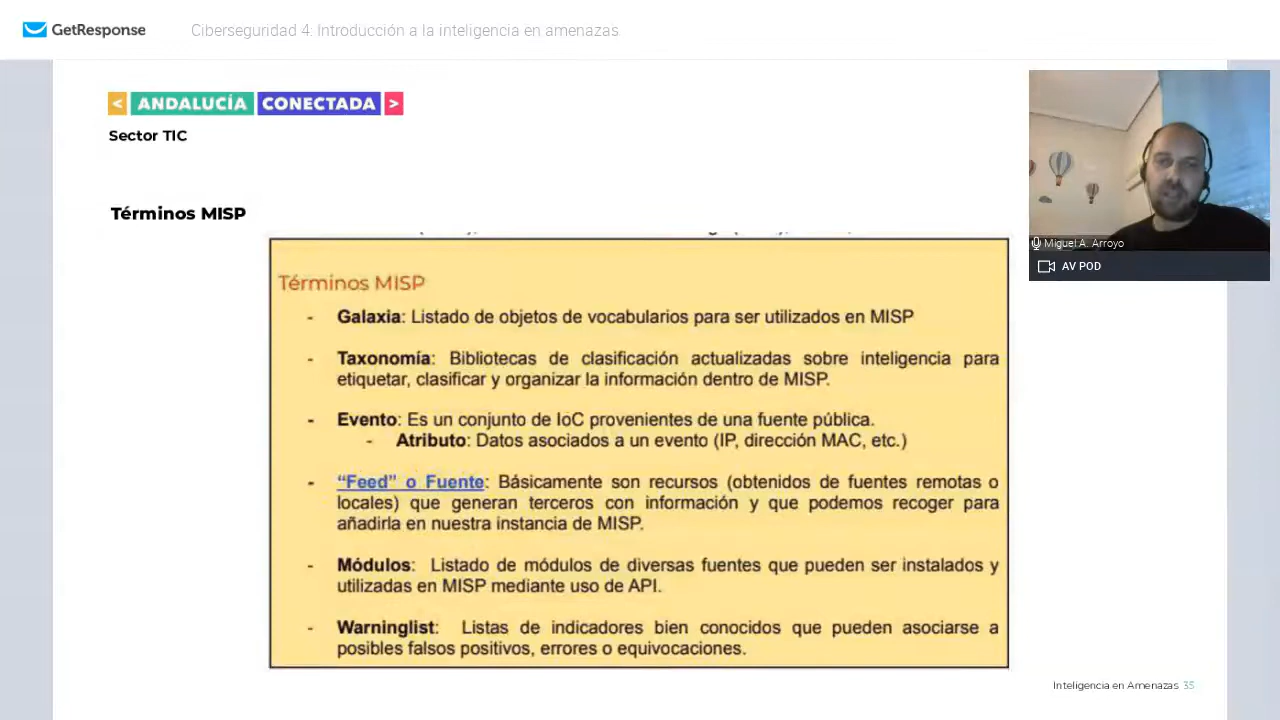 GetResponse
Ciberseguridad 4: Introducción a la inteligencia en amenazas
< ANDALUCÍA CONECTADA >
Sector TIC
Miguel A. Arroyo
AV POD
Términos MISP
Términos MISP
- Galaxia: Listado de objetos de vocabularios para ser utilizados en MISP
- Taxonomía: Bibliotecas de clasificación actualizadas sobre inteligencia para
etiquetar, clasificar y organizar la información dentro de MISP.
- Evento: Es un conjunto de IoC provenientes de una fuente pública.
- Atributo: Datos asociados a un evento (IP, dirección MAC, etc.)
- “Feed” o Fuente: Básicamente son recursos (obtenidos de fuentes remotas o
locales) que generan terceros con información y que podemos recoger para
añadirla en nuestra instancia de MISP.
- Módulos: Listado de módulos de diversas fuentes que pueden ser instalados y
utilizadas en MISP mediante uso de API.
- Warninglist: Listas de indicadores bien conocidos que pueden asociarse a
posibles falsos positivos, errores o equivocaciones.
Inteligencia en Amenazas 35